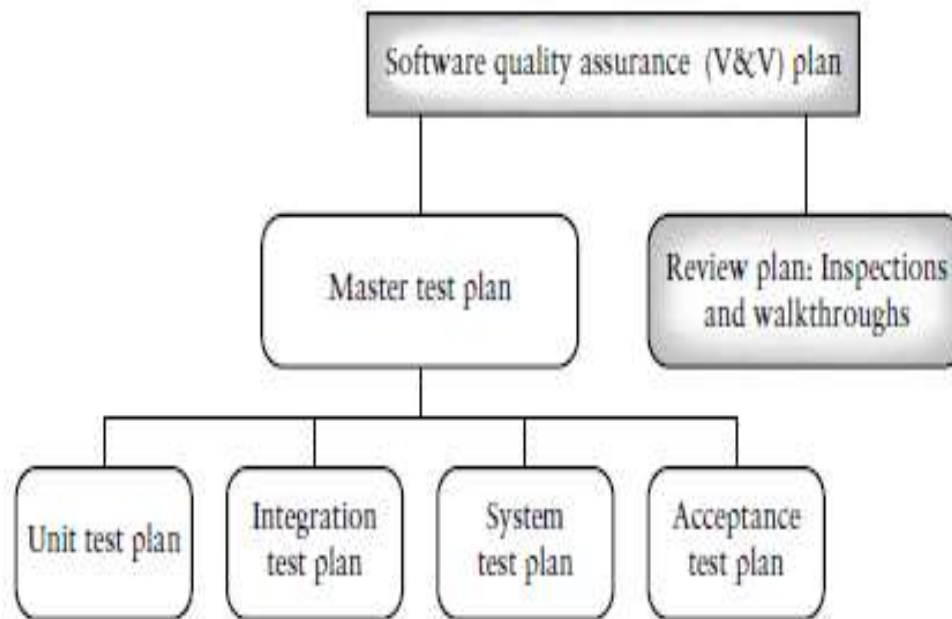 Software quality assurance (V&V) plan
Master test plan
Review plan: Inspections
and walkthroughs
Unit test plan
Integration
test plan
System
test plan
Acceptance
test plan